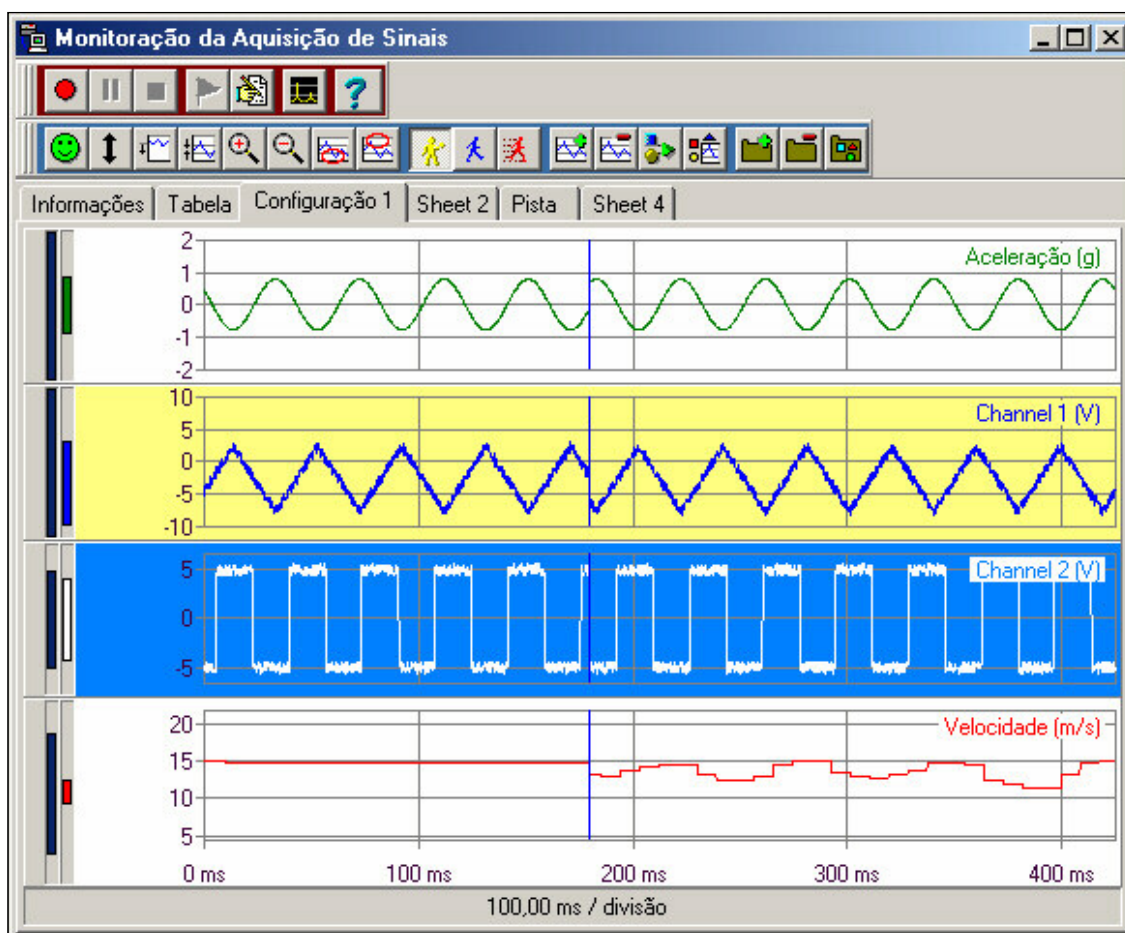 Monitoração da Aquisição de Sinais
Informações Tabela Configuração 1 Sheet 2 Pista Sheet 4
Aceleração (g)
2
1
0
-1
-2
Channel 1 (V)
10
5
0
-5
-10
Channel 2 (V)
5
0
-5
Velocidade (m/s)
20
15
10
5
0 ms 100 ms 200 ms 300 ms 400 ms
100,00 ms / divisão